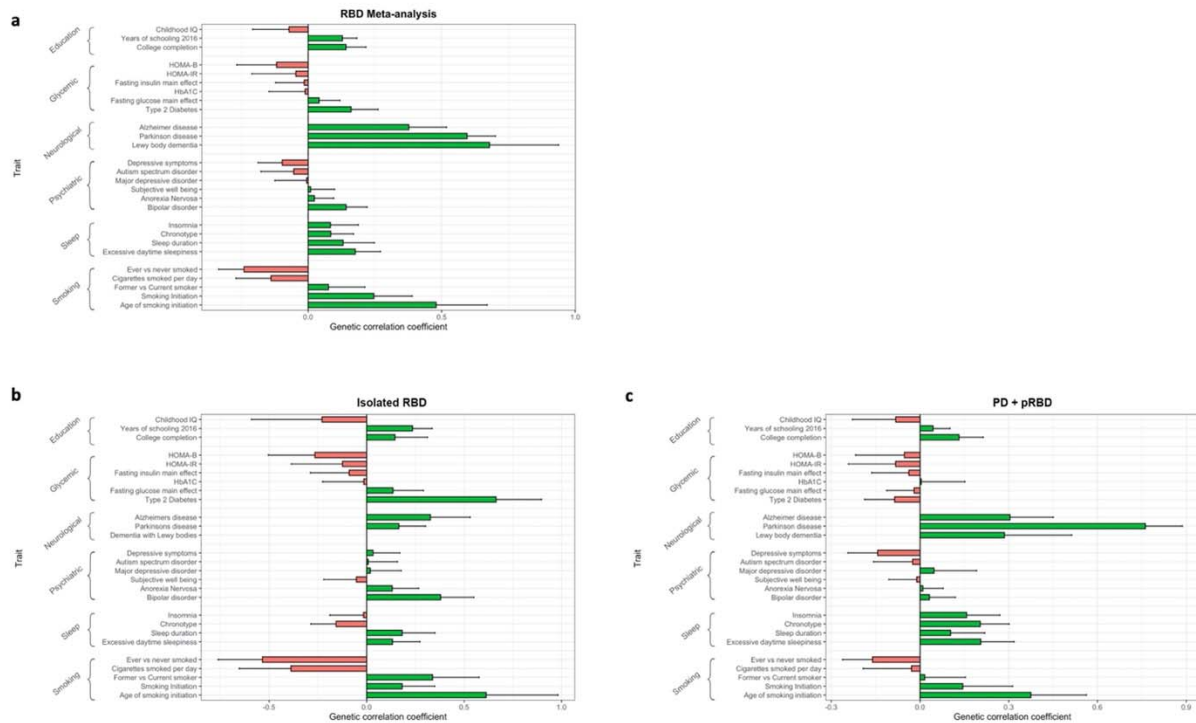 a
RBD Meta-analysis
Trait
Education
Childhood IQ
Years of schooling 2016
College completion
Glycemic
HOMA-B
HOMA-IR
Fasting insulin main effect
HbA1C
Fasting glucose main effect
Type 2 Diabetes
Neurological
Alzheimer disease
Parkinson disease
Lewy body dementia
Psychiatric
Depressive symptoms
Autism spectrum disorder
Major depressive disorder
Subjective well being
Anorexia Nervosa
Bipolar disorder
Sleep
Insomnia
Chronotype
Sleep duration
Excessive daytime sleepiness
Smoking
Ever vs never smoked
Cigarettes smoked per day
Former vs Current smoker
Smoking Initiation
Age of smoking initiation
0.0 0.5 1.0
Genetic correlation coefficient
b
Isolated RBD
Trait
Education
Childhood IQ
Years of schooling 2016
College completion
Glycemic
HOMA-B
HOMA-IR
Fasting insulin main effect
HbA1C
Fasting glucose main effect
Type 2 Diabetes
Neurological
Alzheimers disease
Parkinsons disease
Dementia with Lewy bodies
Psychiatric
Depressive symptoms
Autism spectrum disorder
Major depressive disorder
Subjective well being
Anorexia Nervosa
Bipolar disorder
Sleep
Insomnia
Chronotype
Sleep duration
Excessive daytime sleepiness
Smoking
Ever vs never smoked
Cigarettes smoked per day
Former vs Current smoker
Smoking Initiation
Age of smoking initiation
-0.5 0.0 0.5 1.0
Genetic correlation coefficient
c
PD + pRBD
Trait
Education
Childhood IQ
Years of schooling 2016
College completion
Glycemic
HOMA-B
HOMA-IR
Fasting insulin main effect
HbA1C
Fasting glucose main effect
Type 2 Diabetes
Neurological
Alzheimer disease
Parkinson disease
Lewy body dementia
Psychiatric
Depressive symptoms
Autism spectrum disorder
Major depressive disorder
Subjective well being
Anorexia Nervosa
Bipolar disorder
Sleep
Insomnia
Chronotype
Sleep duration
Excessive daytime sleepiness
Smoking
Ever vs never smoked
Cigarettes smoked per day
Former vs Current smoker
Smoking Initiation
Age of smoking initiation
-0.3 0.0 0.3 0.6 0.9
Genetic correlation coefficient